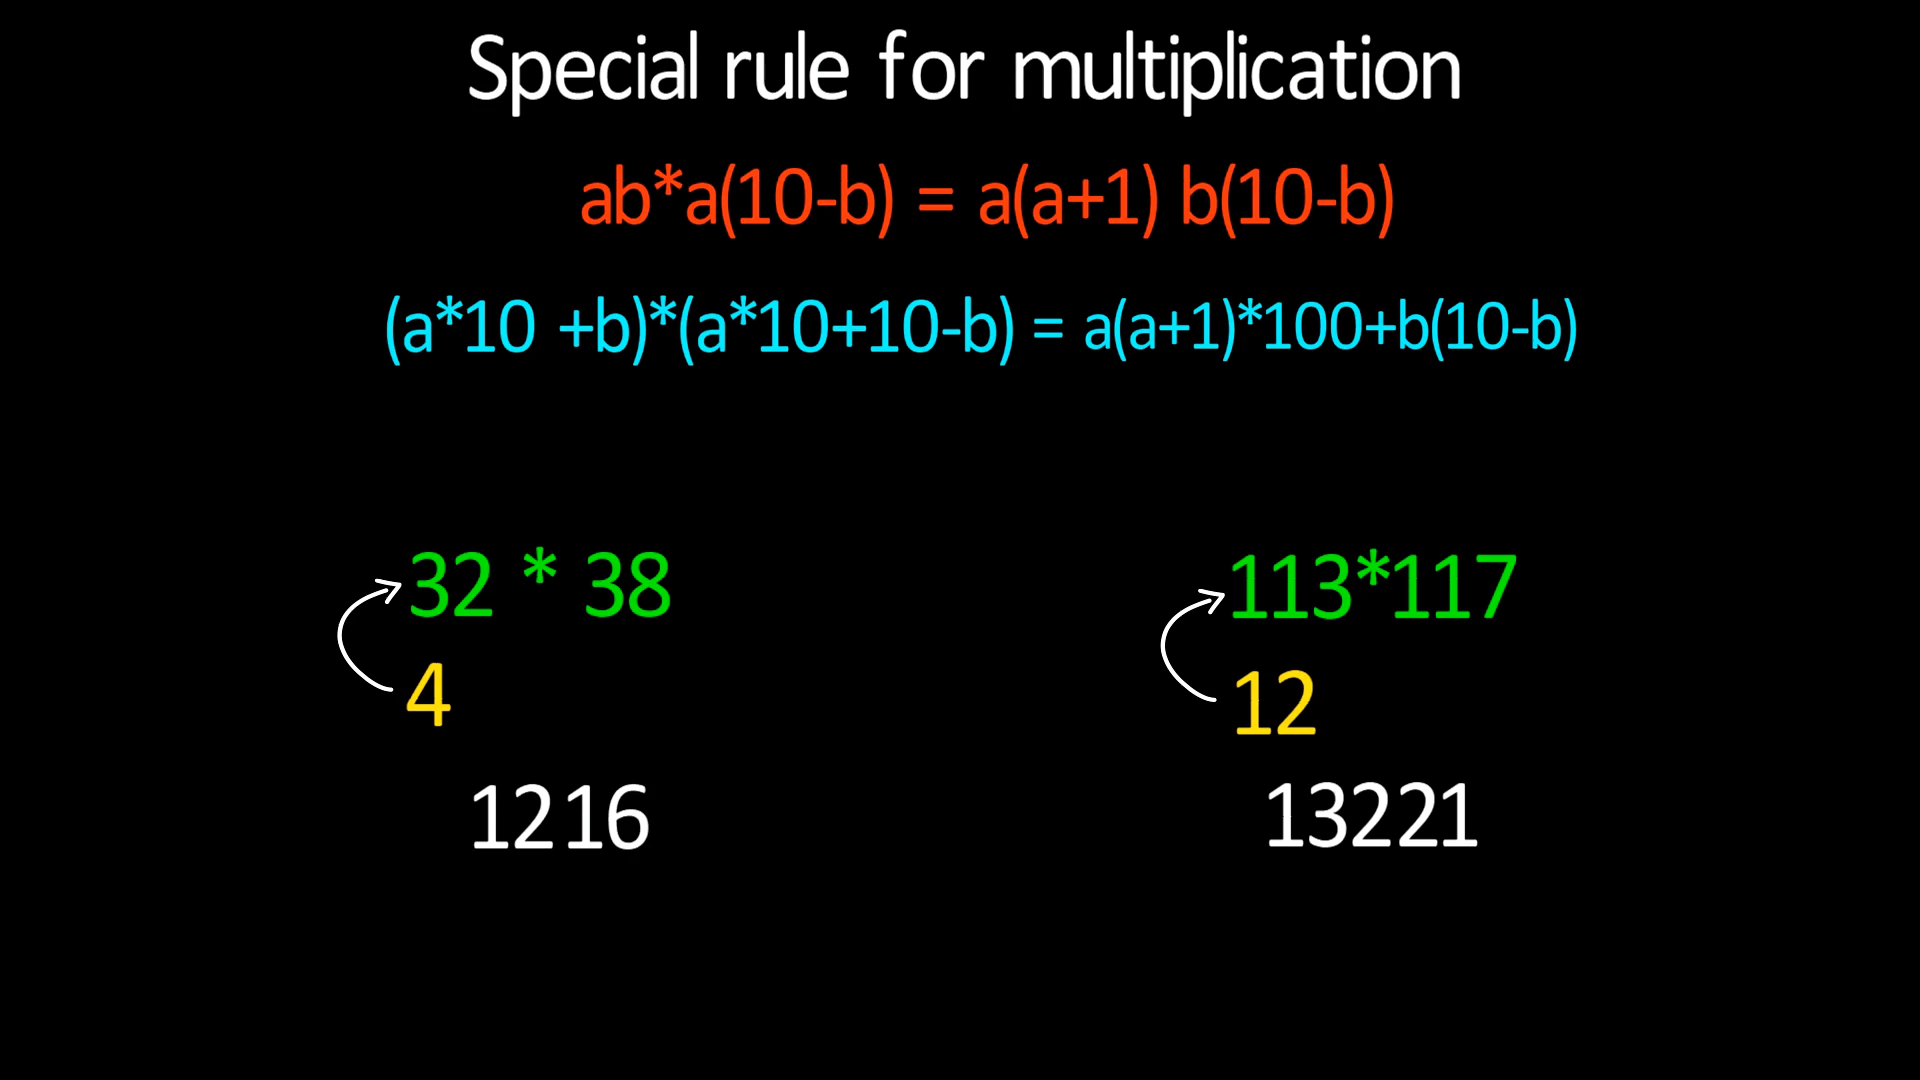 Special rule for multiplication
ab*a(10-b) = a(a+1) b(10-b)
(a*10 +b)*(a*10+10-b) = a(a+1)*100+b(10-b)
32 * 38
4
1216
113*117
12
13221